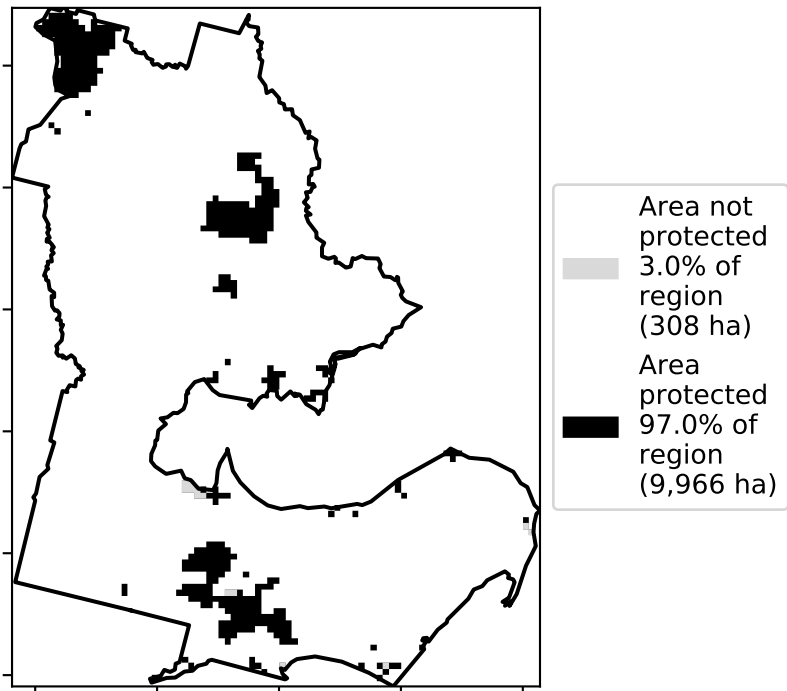 Area not
protected
3.0% of
region
(308 ha)
Area
protected
97.0% of
region
(9,966 ha)